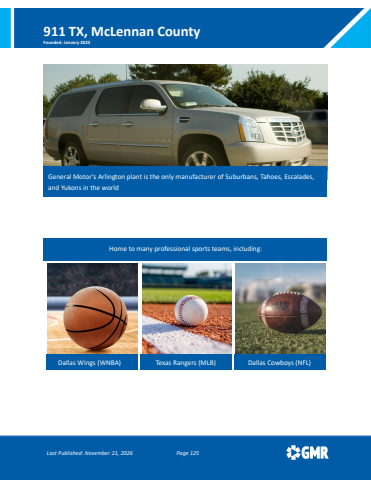 911 TX, McLennan County
Founded: January 2023
General Motor's Arlington plant is the only manufacturer of Suburbans, Tahoes, Escalades,
and Yukons in the world
Home to many professional sports teams, including:
Dallas Wings (WNBA)
Texas Rangers (MLB)
Dallas Cowboys (NFL)
Last Published: November 21, 2026
Page 125
GMR